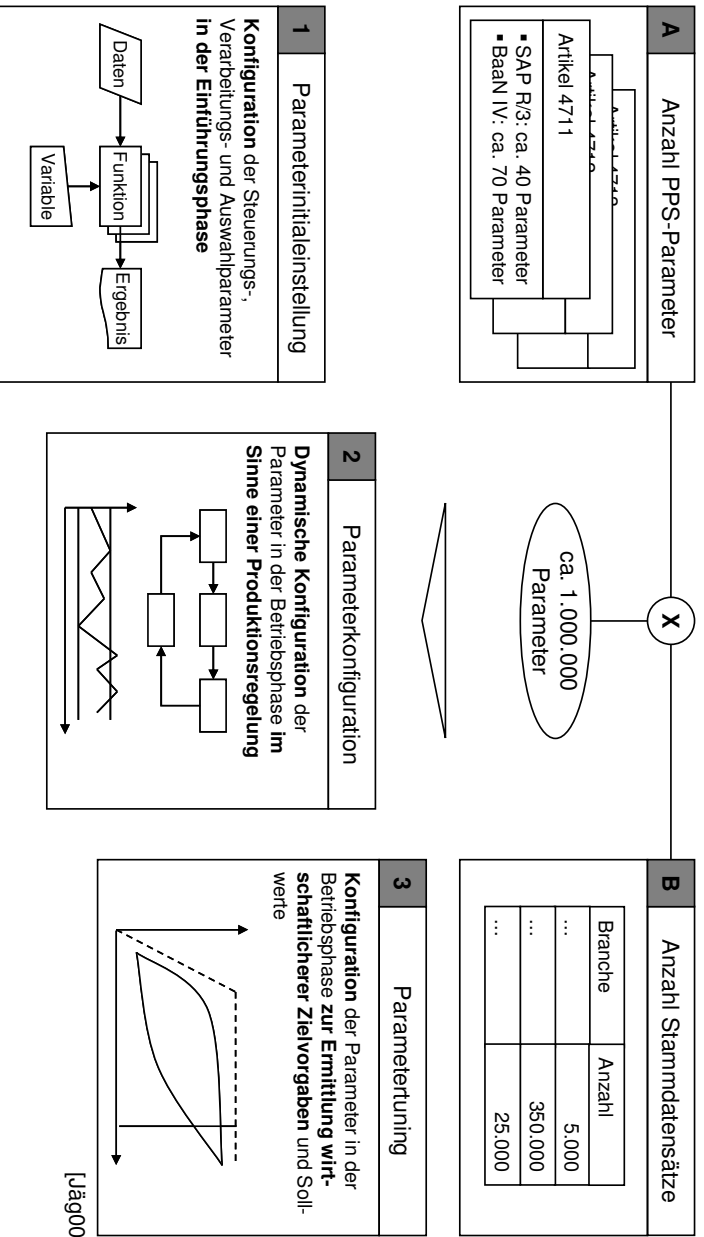 A Anzahl PPS-Parameter
Artikel 4711
▪ SAP R/3: ca. 40 Parameter
▪ BaaN IV: ca. 70 Parameter
X
ca. 1.000.000
Parameter
B Anzahl Stammdatensätze
Branche Anzahl
… 5.000
… 350.000
… 25.000
1 Parameterinitialeinstellung
Konfiguration der Steuerungs-,
Verarbeitungs- und Auswahlparameter
in der Einführungsphase
Daten
Funktion
Ergebnis
Variable
2 Parameterkonfiguration
Dynamische Konfiguration der
Parameter in der Betriebsphase im
Sinne einer Produktionsregelung
3 Parametertuning
Konfiguration der Parameter in der
Betriebsphase zur Ermittlung wirt-
schaftlicherer Zielvorgaben und Soll-
werte
[Jäg00